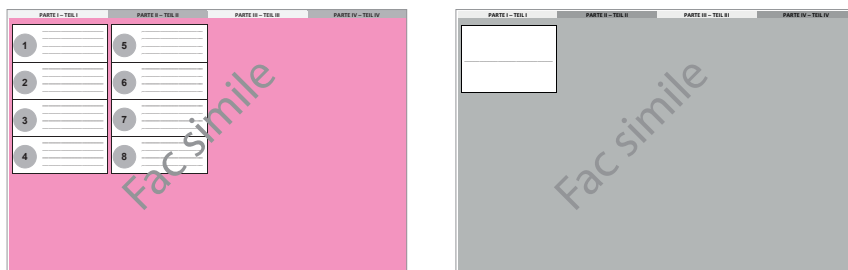 PARTE I – TEIL I PARTE II – TEIL II PARTE III – TEIL III PARTE IV – TEIL IV
1 5
2 6
3 7
4 8
Fac simile
PARTE I – TEIL I PARTE II – TEIL II PARTE III – TEIL III PARTE IV – TEIL IV
Fac simile